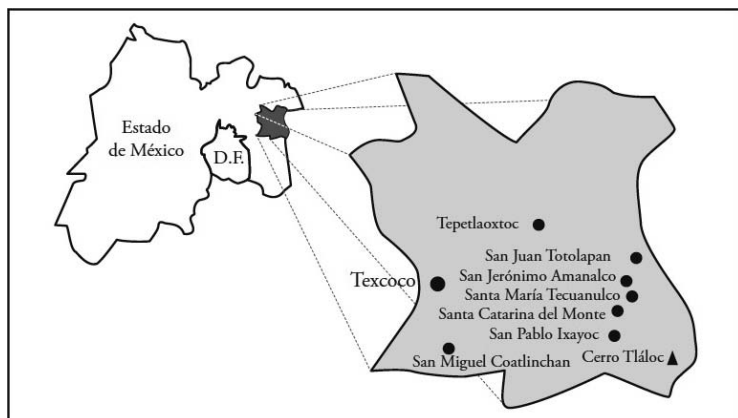 Estado
de México
D.F.
Tepetlaoxtoc
San Juan Totolapan
Texcoco
San Jerónimo Amanalco
Santa María Tecuanulco
Santa Catarina del Monte
San Pablo Ixayoc
San Miguel Coatlinchan
Cerro Tláloc